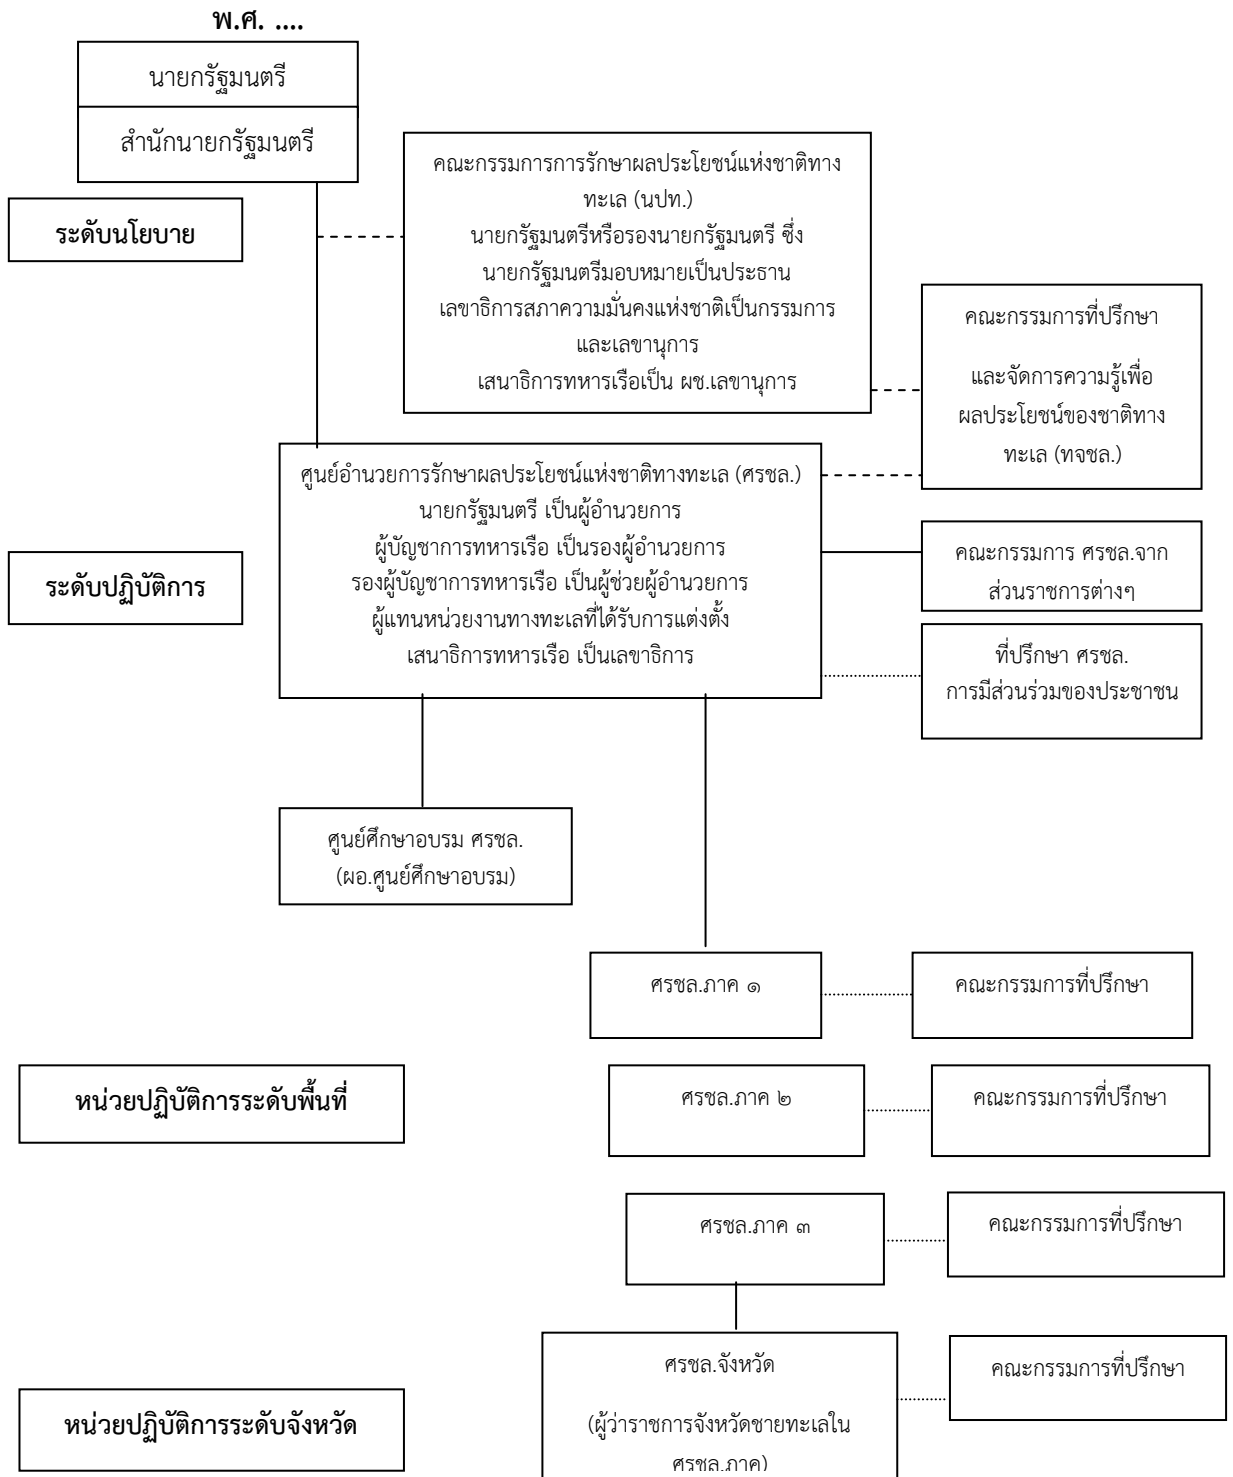 พ.ศ. ....
นายกรัฐมนตรี
สำนักนายกรัฐมนตรี
ระดับนโยบาย
คณะกรรมการการรักษาผลประโยชน์แห่งชาติทาง
ทะเล (นปท.)
นายกรัฐมนตรีหรือรองนายกรัฐมนตรี ซึ่ง
นายกรัฐมนตรีมอบหมายเป็นประธาน
เลขาธิการสภาความมั่นคงแห่งชาติเป็นกรรมการ
และเลขานุการ
เสนาธิการทหารเรือเป็น ผช.เลขานุการ
คณะกรรมการที่ปรึกษา
และจัดการความรู้เพื่อ
ผลประโยชน์ของชาติทาง
ทะเล (ทจชล.)
ศูนย์อำนวยการรักษาผลประโยชน์แห่งชาติทางทะเล (ศรชล.)
นายกรัฐมนตรี เป็นผู้อำนวยการ
ผู้บัญชาการทหารเรือ เป็นรองผู้อำนวยการ
รองผู้บัญชาการทหารเรือ เป็นผู้ช่วยผู้อำนวยการ
ผู้แทนหน่วยงานทางทะเลที่ได้รับการแต่งตั้ง
เสนาธิการทหารเรือ เป็นเลขาธิการ
ระดับปฏิบัติการ
คณะกรรมการ ศรชล.จาก
ส่วนราชการต่างๆ
ที่ปรึกษา ศรชล.
การมีส่วนร่วมของประชาชน
ศูนย์ศึกษาอบรม ศรชล.
(ผอ.ศูนย์ศึกษาอบรม)
ศรชล.ภาค ๑
คณะกรรมการที่ปรึกษา
หน่วยปฏิบัติการระดับพื้นที่
ศรชล.ภาค ๒
คณะกรรมการที่ปรึกษา
ศรชล.ภาค ๓
คณะกรรมการที่ปรึกษา
ศรชล.จังหวัด
(ผู้ว่าราชการจังหวัดชายทะเลใน
ศรชล.ภาค)
คณะกรรมการที่ปรึกษา
หน่วยปฏิบัติการระดับจังหวัด